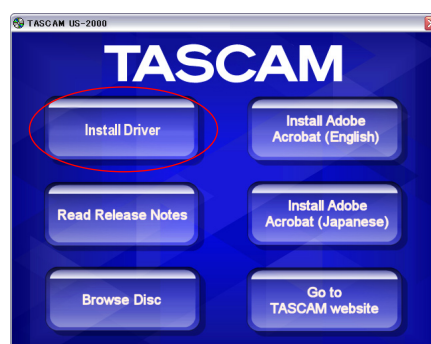 TASCAM US-2000
TASCAM
Install Driver
Install Adobe
Acrobat (English)
Read Release Notes
Install Adobe
Acrobat (Japanese)
Browse Disc
Go to
TASCAM website